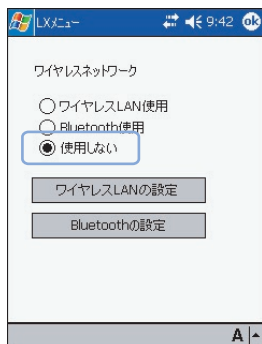 LXメニュー 9:42 ok
ワイヤレスネットワーク
ワイヤレスLAN使用
Bluetooth使用
使用しない
ワイヤレスLANの設定
Bluetoothの設定
A